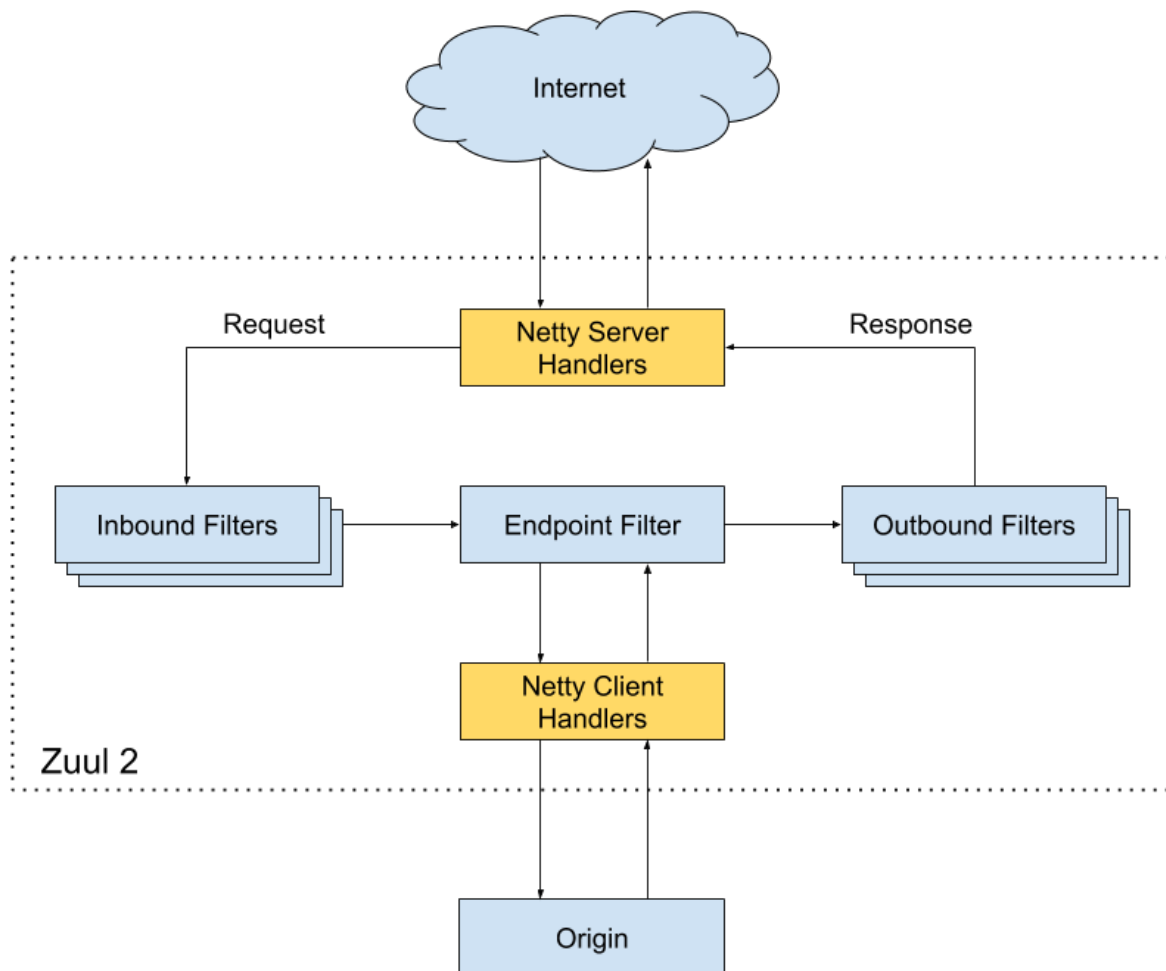 Internet
Request
Netty Server
Handlers
Response
Inbound Filters
Endpoint Filter
Outbound Filters
Netty Client
Handlers
Zuul 2
Origin